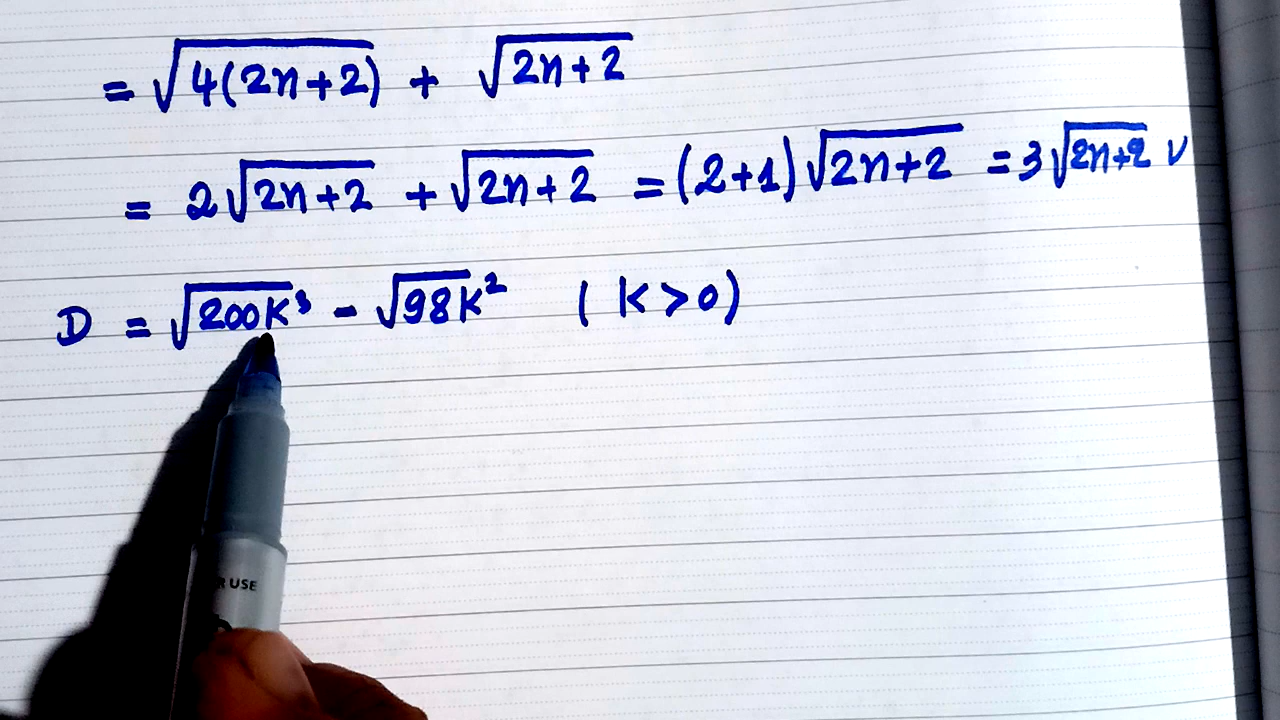 = √4(2n+2) + √2n+2
= 2√2n+2 + √2n+2 = (2+1)√2n+2 = 3√2n+2 ✓
D = √200K³ - √98K² ( K > 0 )
USE